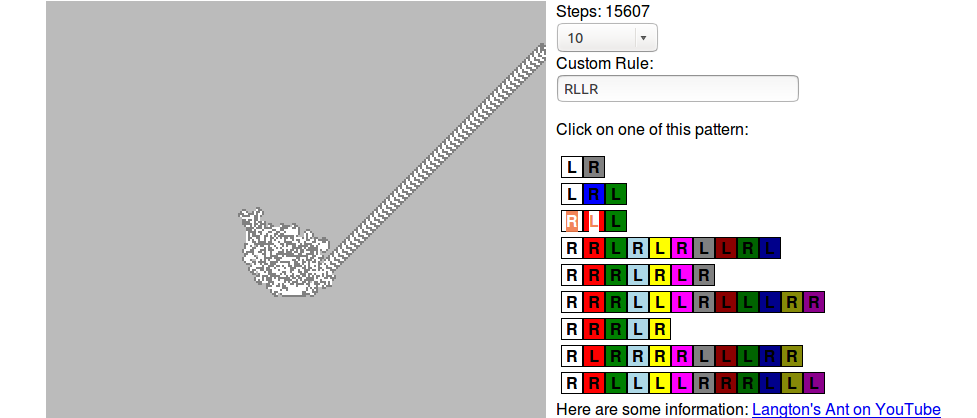 Steps: 15607
10
Custom Rule:
RLLR
Click on one of this pattern:
L R
L R L
R L L
R R L R L R L L R L
R R R L R L R
R R R L L L R L L L R R
R R R L R
R L R R R R L L L R R
R R L L L L R R R L L L
Here are some information: Langton's Ant on YouTube